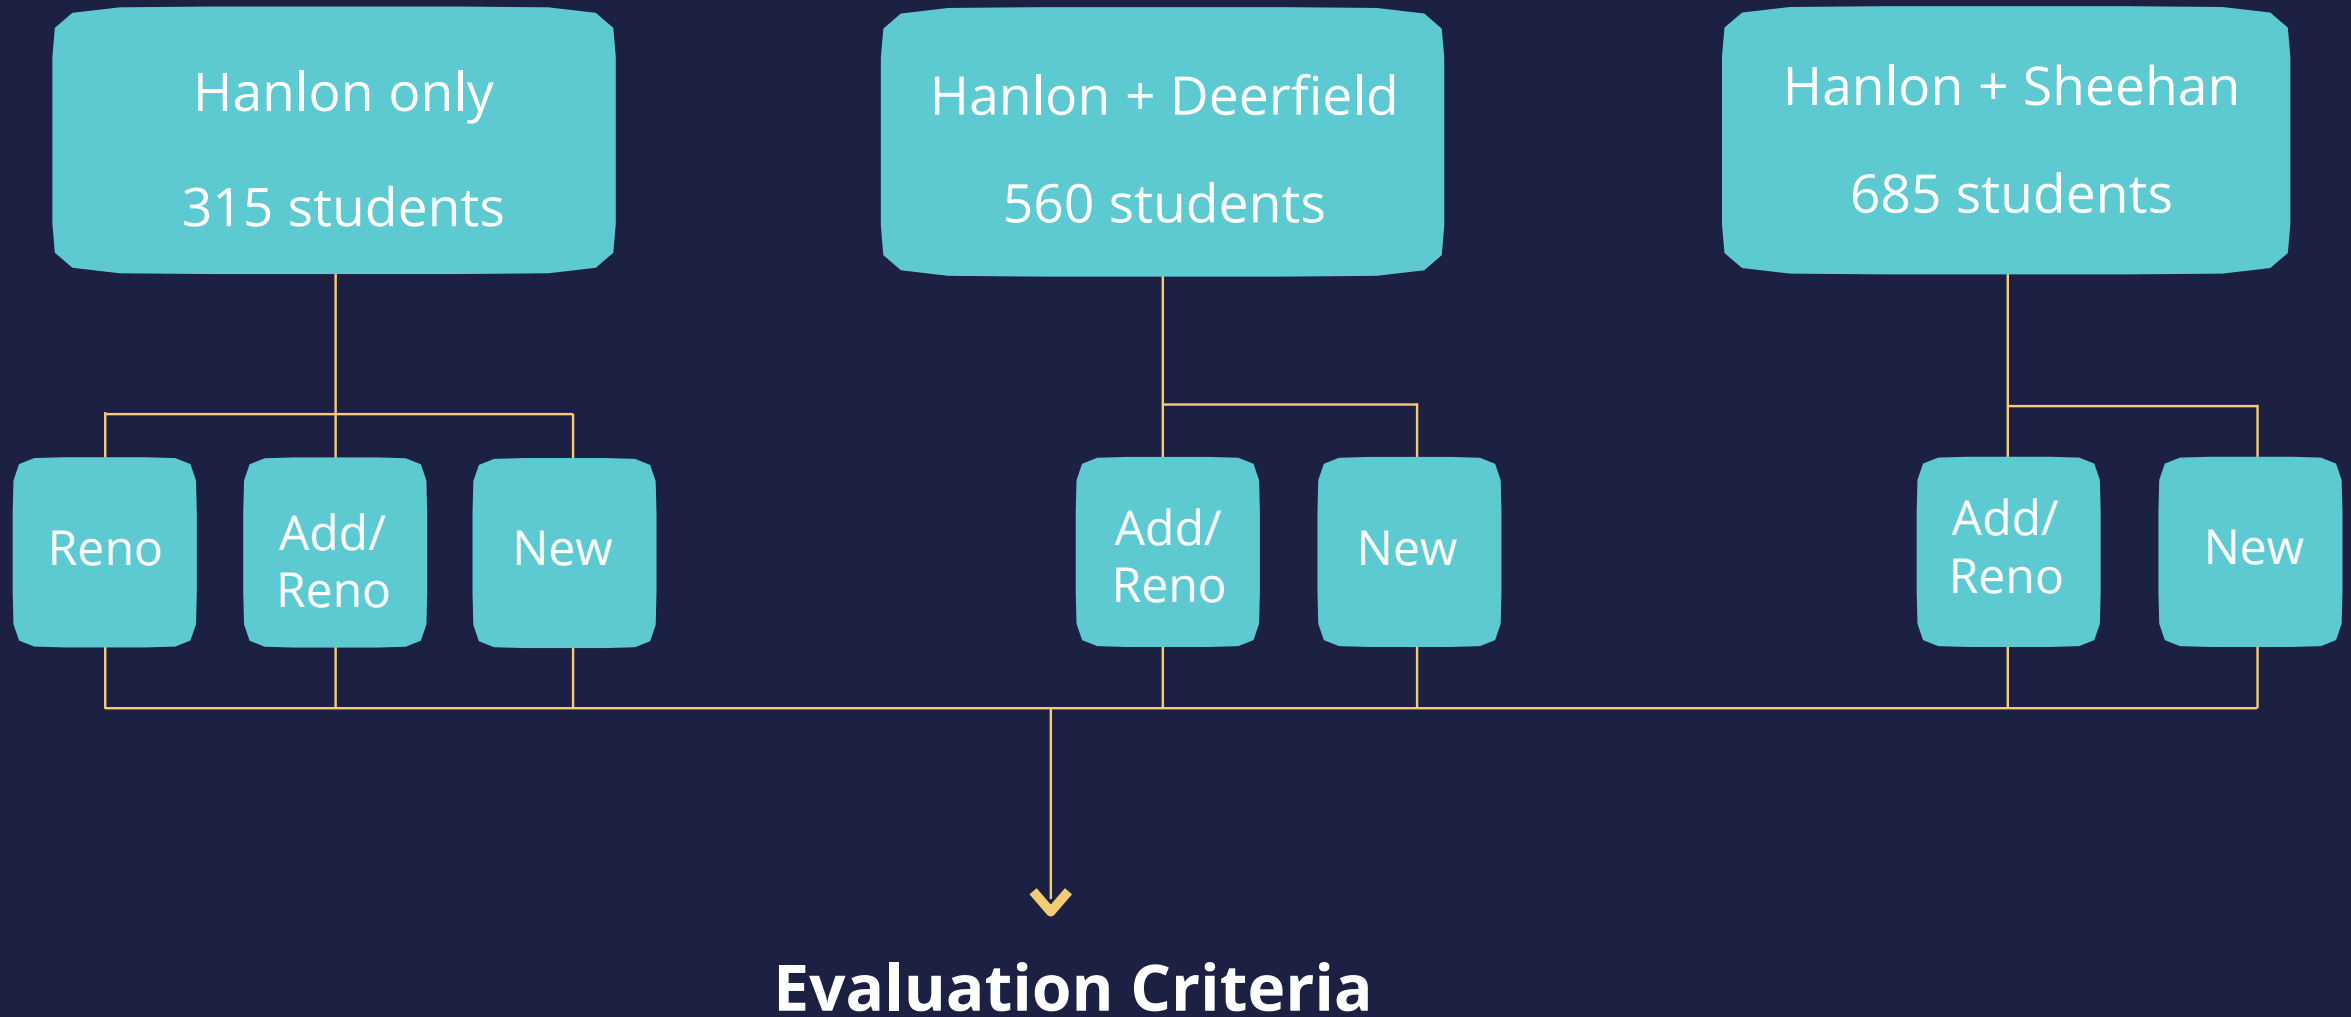 Hanlon only
315 students
Hanlon + Deerfield
560 students
Hanlon + Sheehan
685 students
Reno
Add/
Reno
New
Add/
Reno
New
Add/
Reno
New
Evaluation Criteria